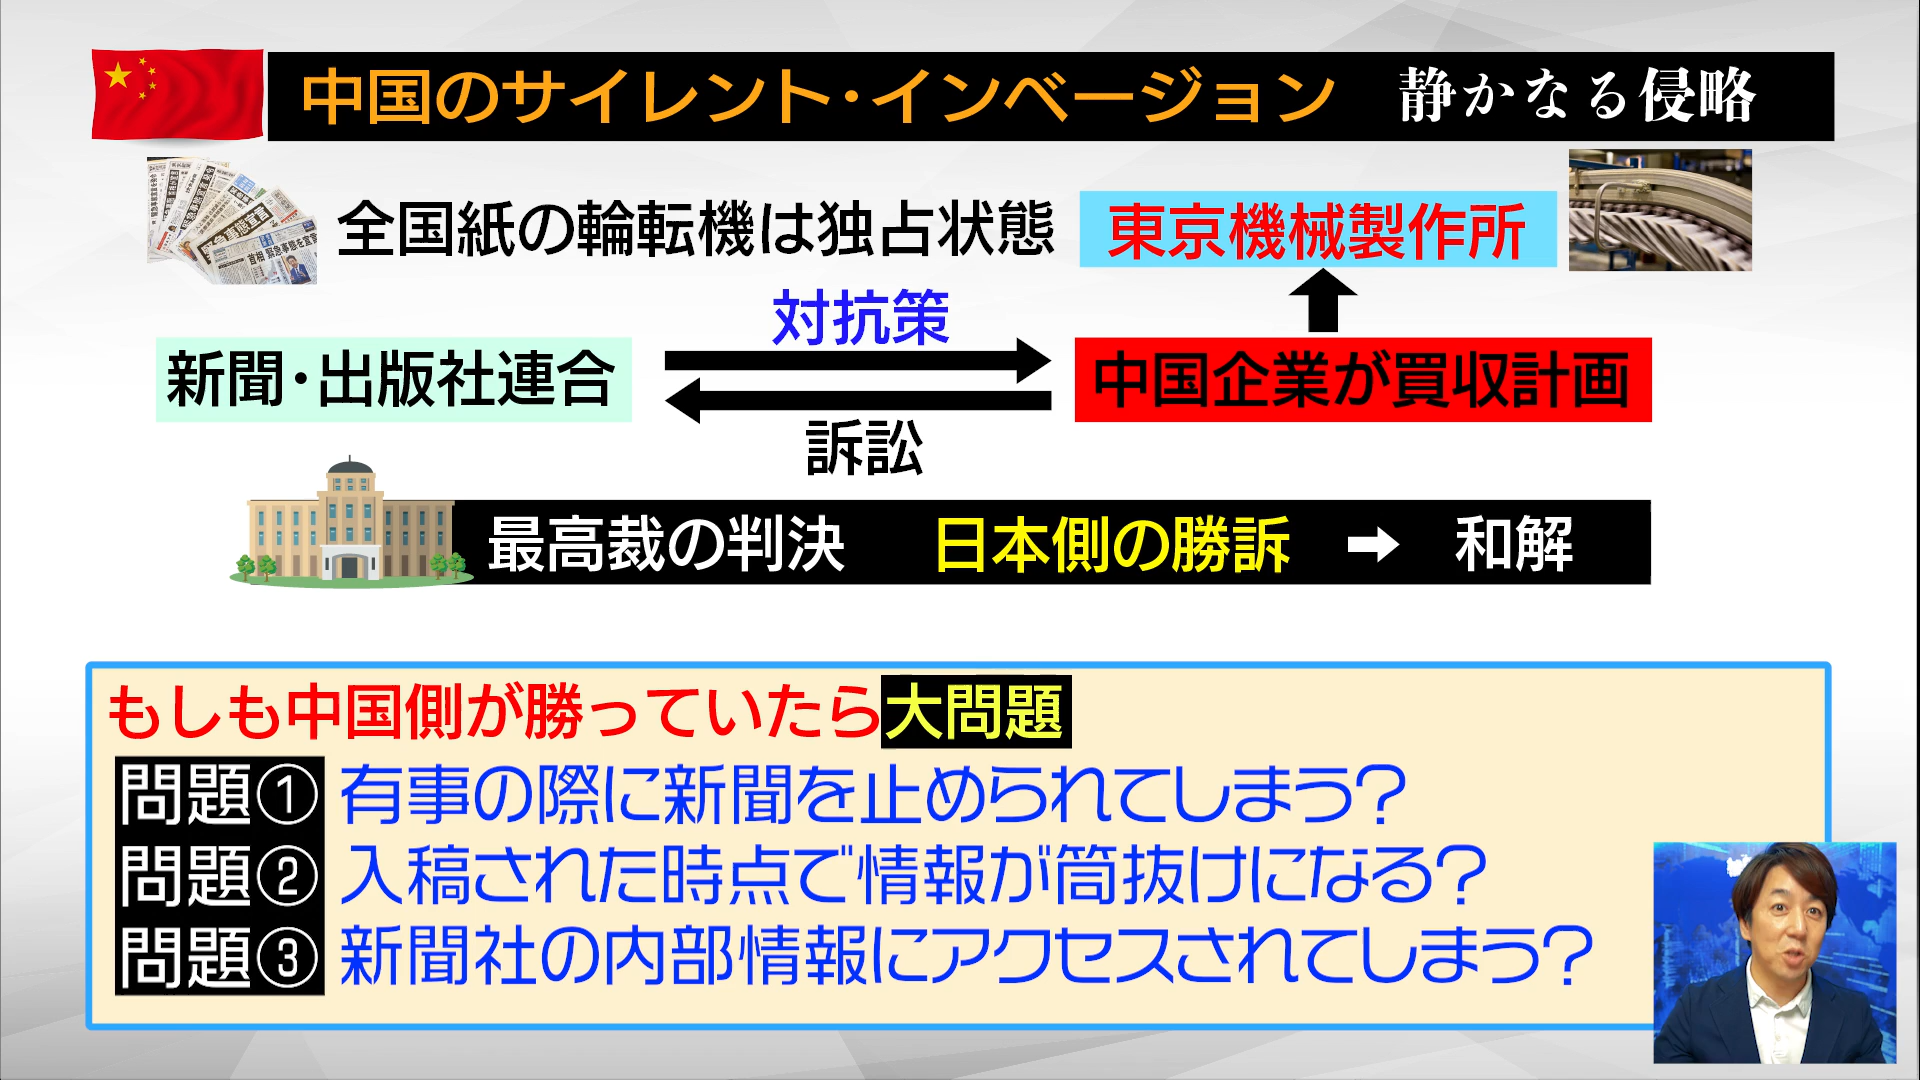 中国のサイレント・インベージョン 静かなる侵略
全国紙の輪転機は独占状態 東京機械製作所
緊急事態宣言
対抗策
新聞・出版社連合 中国企業が買収計画
訴訟
最高裁の判決 日本側の勝訴 ➡ 和解
もしも中国側が勝っていたら大問題
問題① 有事の際に新聞を止められてしまう？
問題② 入稿された時点で情報が筒抜けになる？
問題③ 新聞社の内部情報にアクセスされてしまう？